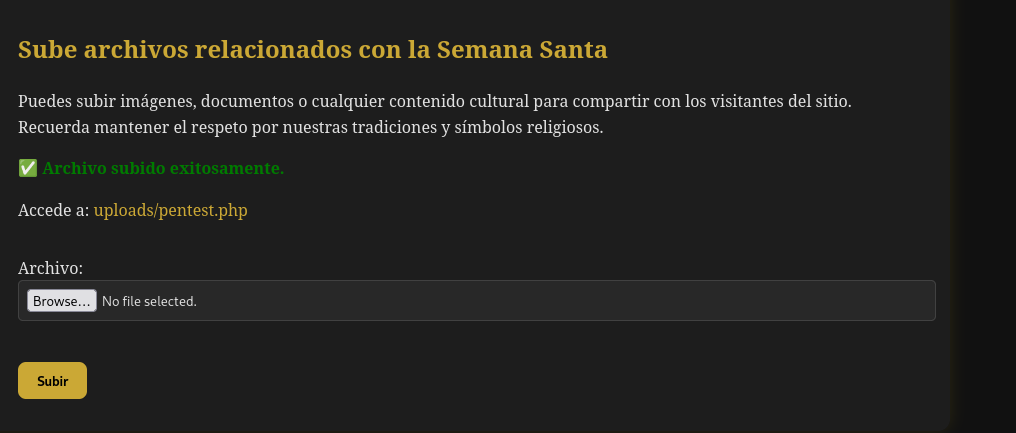 Sube archivos relacionados con la Semana Santa
Puedes subir imágenes, documentos o cualquier contenido cultural para compartir con los visitantes del sitio.
Recuerda mantener el respeto por nuestras tradiciones y símbolos religiosos.
✅ Archivo subido exitosamente.
Accede a: uploads/pentest.php
Archivo:
Browse... No file selected.
Subir